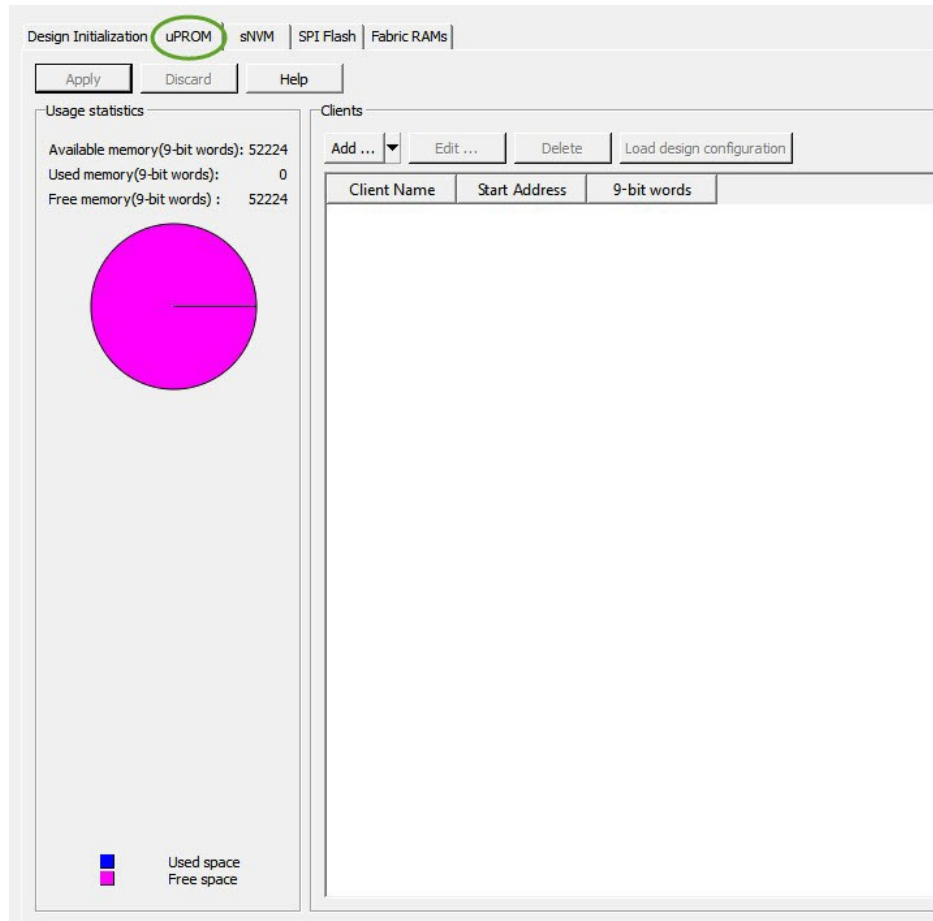 Design Initialization uPROM sNVM SPI Flash Fabric RAMs
Apply Discard Help
Usage statistics
Available memory(9-bit words): 52224
Used memory(9-bit words): 0
Free memory(9-bit words) : 52224
Used space
Free space
Clients
Add ... Edit ... Delete Load design configuration
Client Name Start Address 9-bit words